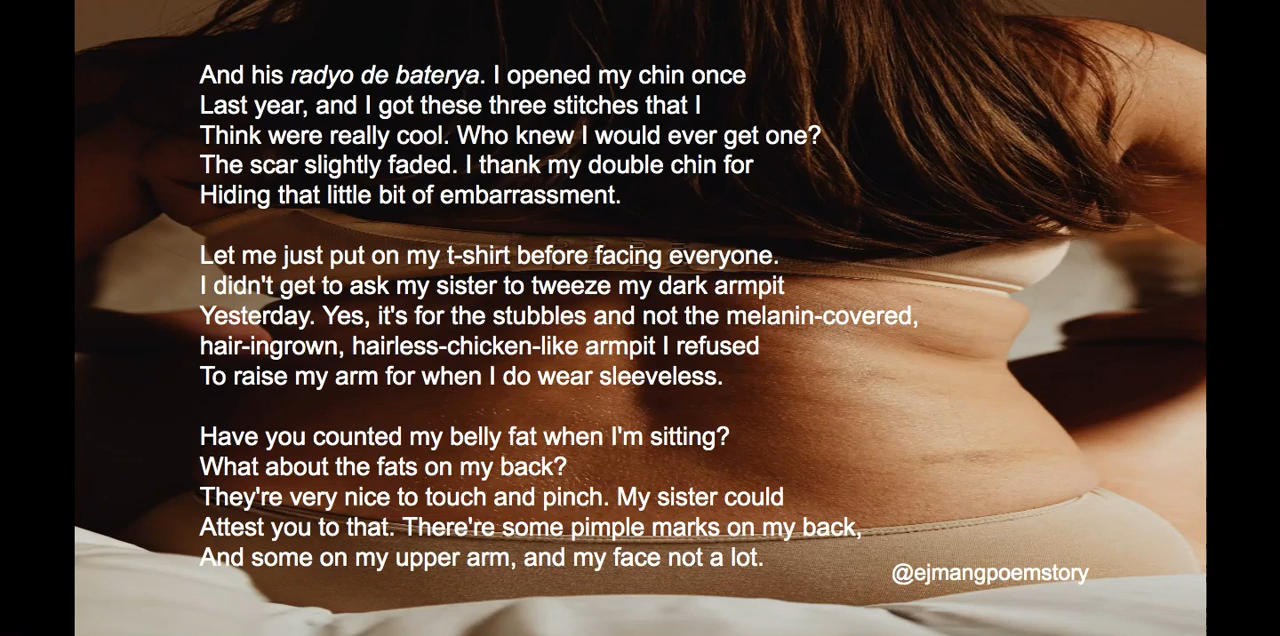 And his radyo de baterya. I opened my chin once
Last year, and I got these three stitches that I
Think were really cool. Who knew I would ever get one?
The scar slightly faded. I thank my double chin for
Hiding that little bit of embarrassment.
Let me just put on my t-shirt before facing everyone.
I didn't get to ask my sister to tweeze my dark armpit
Yesterday. Yes, it's for the stubbles and not the melanin-covered,
hair-ingrown, hairless-chicken-like armpit I refused
To raise my arm for when I do wear sleeveless.
Have you counted my belly fat when I'm sitting?
What about the fats on my back?
They're very nice to touch and pinch. My sister could
Attest you to that. There're some pimple marks on my back,
And some on my upper arm, and my face not a lot.
@ejmangpoemstory